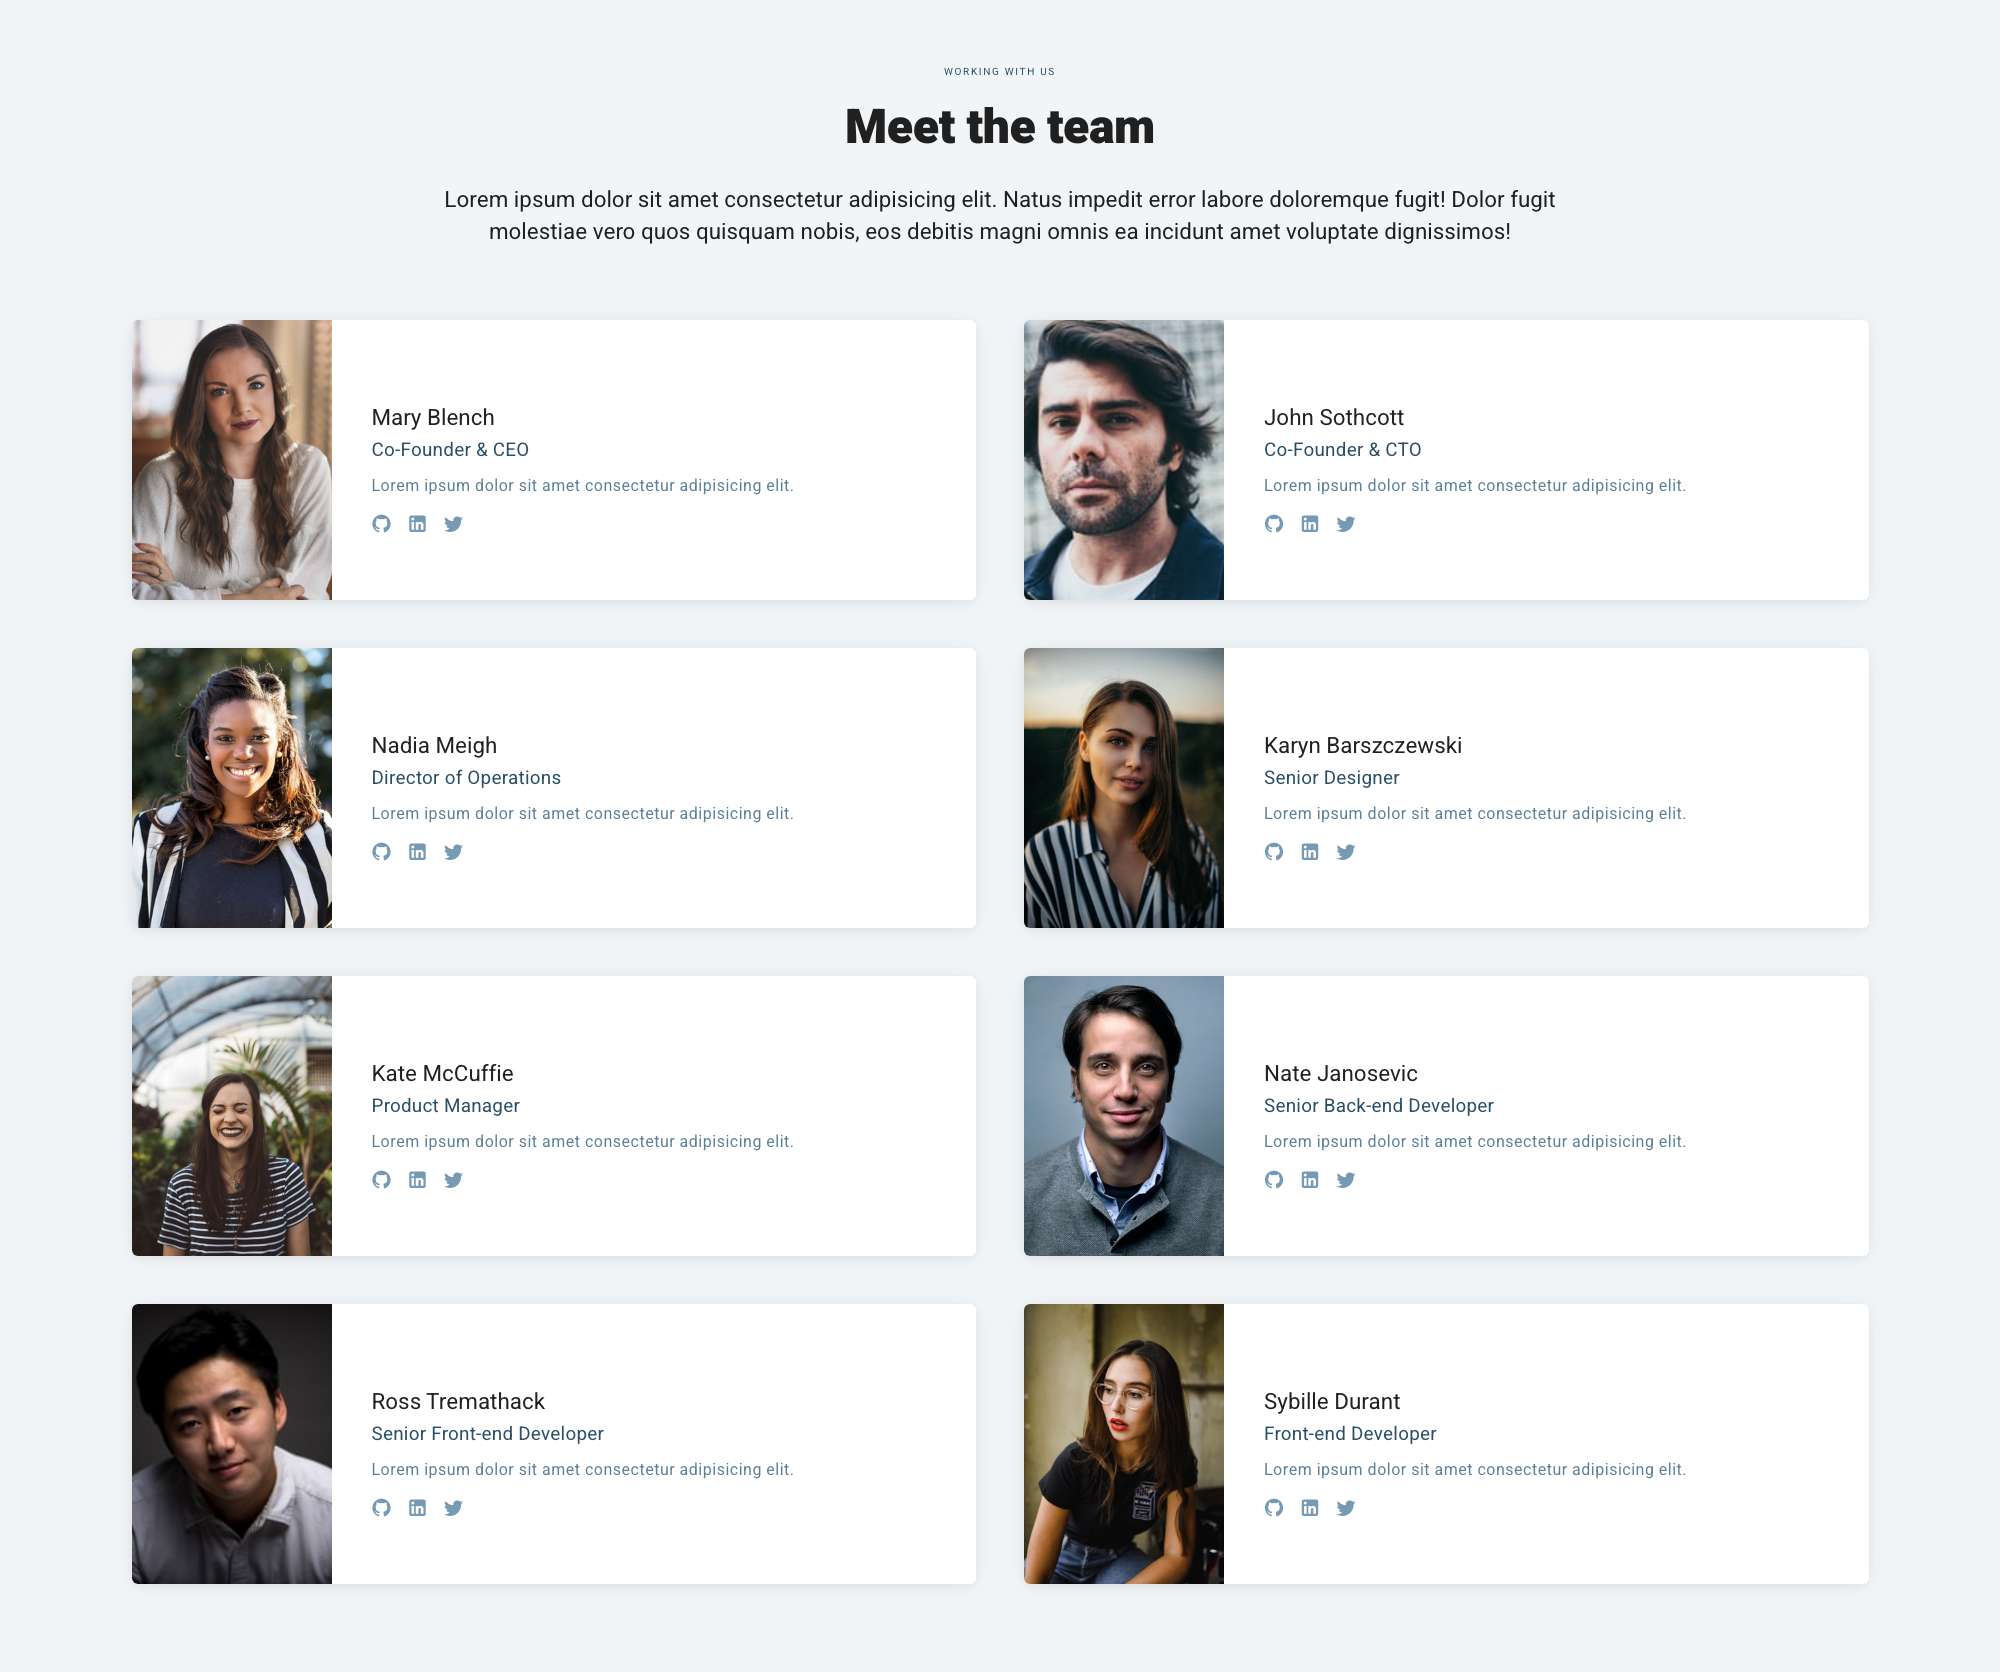 WORKING WITH US
Meet the team
Lorem ipsum dolor sit amet consectetur adipisicing elit. Natus impedit error labore doloremque fugit! Dolor fugit
molestiae vero quos quisquam nobis, eos debitis magni omnis ea incidunt amet voluptate dignissimos!
Mary Blench
Co-Founder & CEO
Lorem ipsum dolor sit amet consectetur adipisicing elit.
John Sothcott
Co-Founder & CTO
Lorem ipsum dolor sit amet consectetur adipisicing elit.
Nadia Meigh
Director of Operations
Lorem ipsum dolor sit amet consectetur adipisicing elit.
Karyn Barszczewski
Senior Designer
Lorem ipsum dolor sit amet consectetur adipisicing elit.
Kate McCuffie
Product Manager
Lorem ipsum dolor sit amet consectetur adipisicing elit.
Nate Janosevic
Senior Back-end Developer
Lorem ipsum dolor sit amet consectetur adipisicing elit.
Ross Tremathack
Senior Front-end Developer
Lorem ipsum dolor sit amet consectetur adipisicing elit.
Sybille Durant
Front-end Developer
Lorem ipsum dolor sit amet consectetur adipisicing elit.